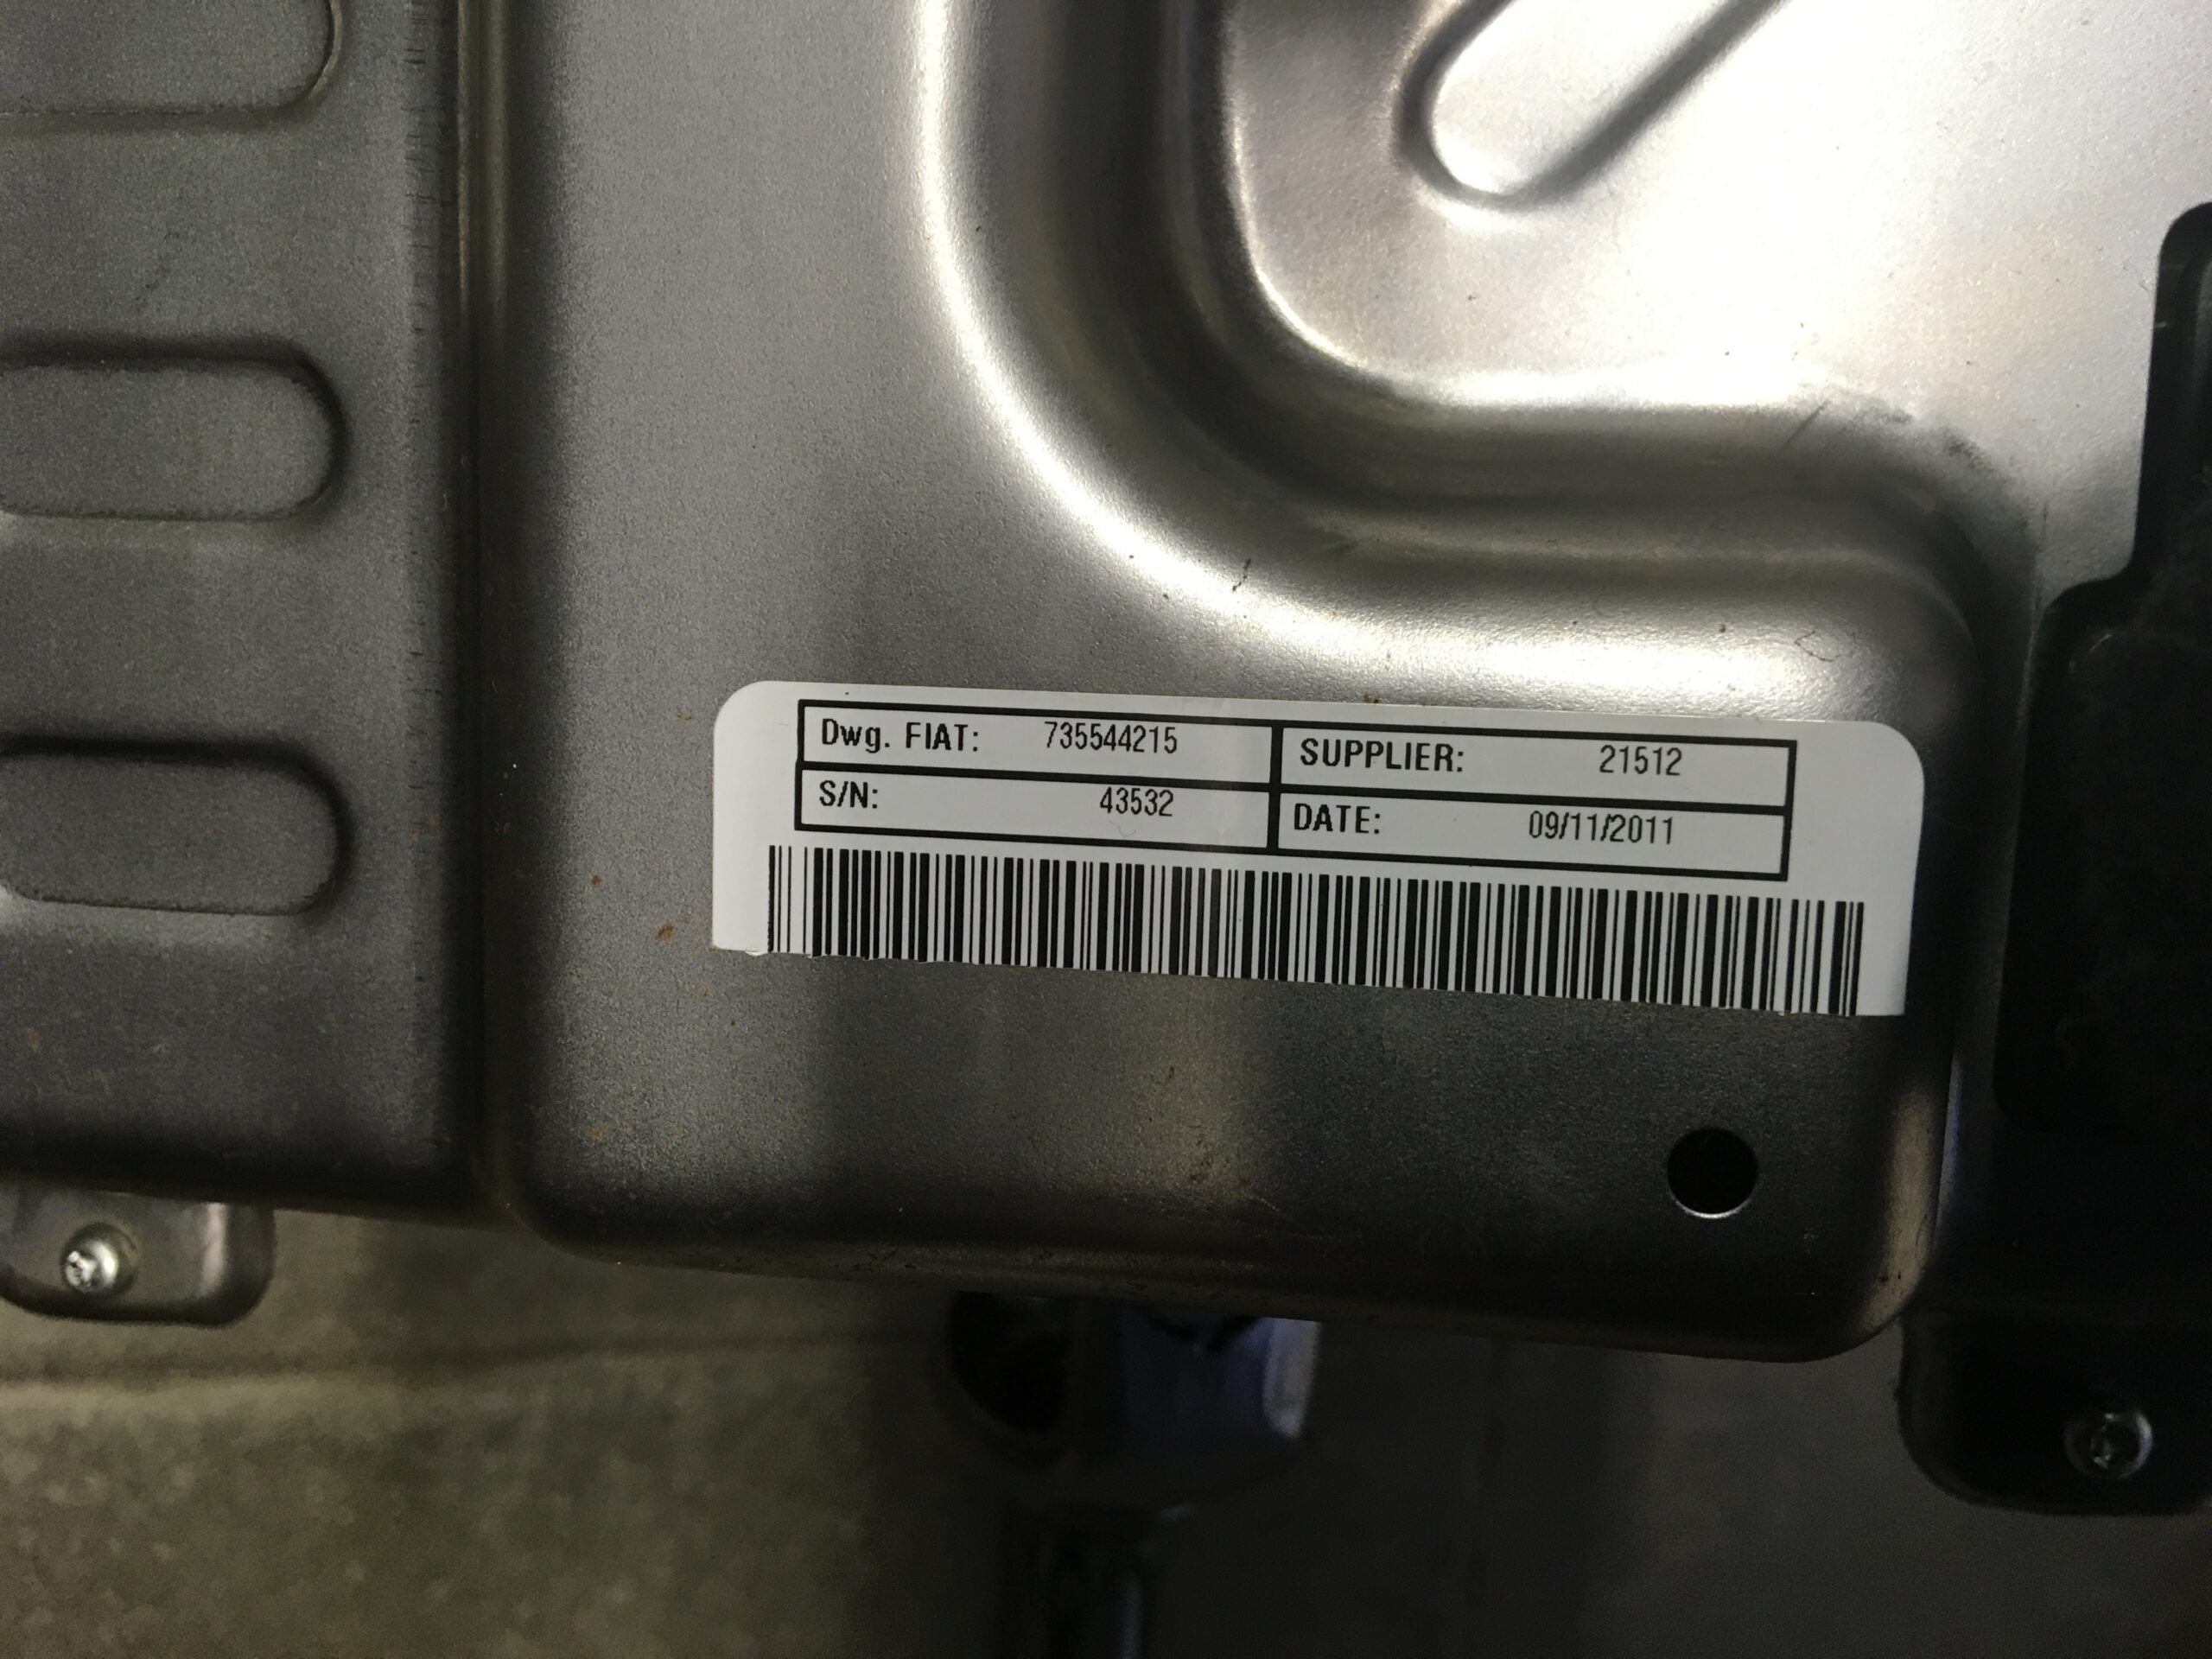 Dwg. FIAT: 735544215 SUPPLIER: 21512
S/N: 43532 DATE: 09/11/2011